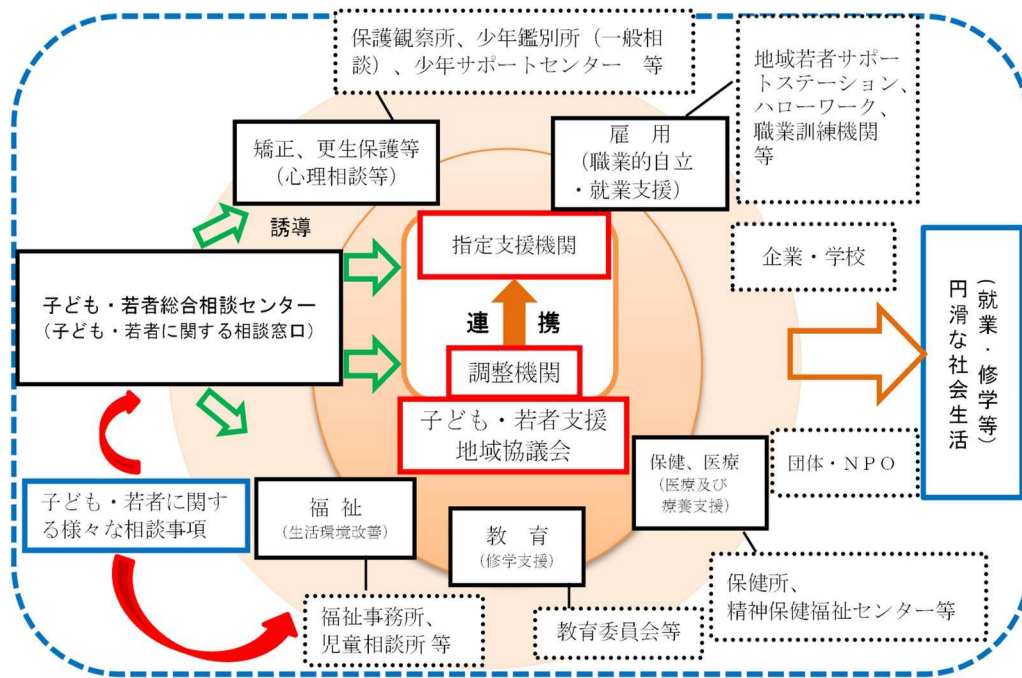 保護観察所、少年鑑別所（一般相
談）、少年サポートセンター　等
地域若者サポ
ートステーション、
ハローワーク、
職業訓練機関
等
矯正、更生保護等
（心理相談等）
雇　用
（職業的自立
・就業支援）
誘導
指定支援機関
企業・学校
子ども・若者総合相談センター
（子ども・若者に関する相談窓口）
連　携
調整機関
子ども・若者支援
地域協議会
（就業・修学等）
円滑な社会生活
子ども・若者に関す
る様々な相談事項
福 祉
（生活環境改善）
教　育
（修学支援）
保健、医療
（医療及び
療養支援）
団体・ＮＰＯ
福祉事務所、
児童相談所 等
教育委員会等
保健所、
精神保健福祉センター等